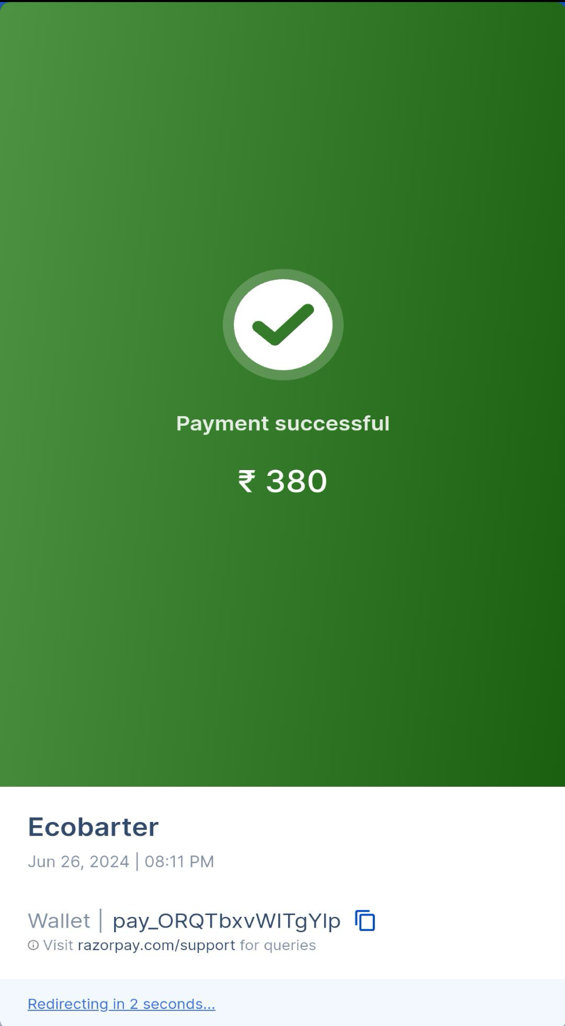 Payment successful
₹ 380
Ecobarter
Jun 26, 2024 | 08:11 PM
Wallet | pay_ORQTbxvWITgYIp
Visit razorpay.com/support for queries
Redirecting in 2 seconds...